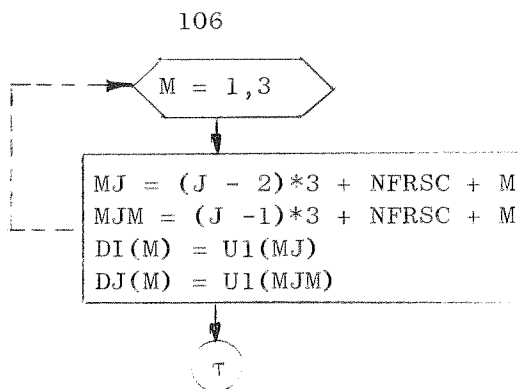 106
M = 1,3
MJ = (J - 2)*3 + NFRSC + M
MJM = (J -1)*3 + NFRSC + M
DI(M) = U1(MJ)
DJ(M) = U1(MJM)
τ